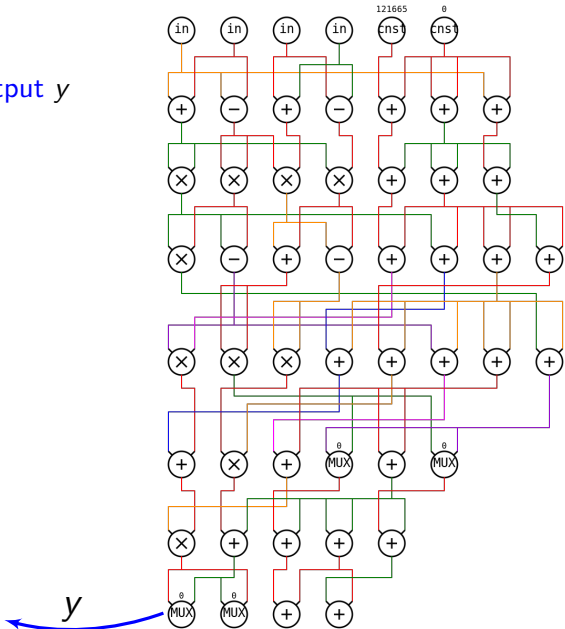 121665 0
in in in in cnst cnst
tput y
+ − + − + + +
× × × × + + +
× − + − + + + +
× × × + + + + +
0 0
+ × + MUX + MUX
× + + + +
0 0
y MUX MUX + +